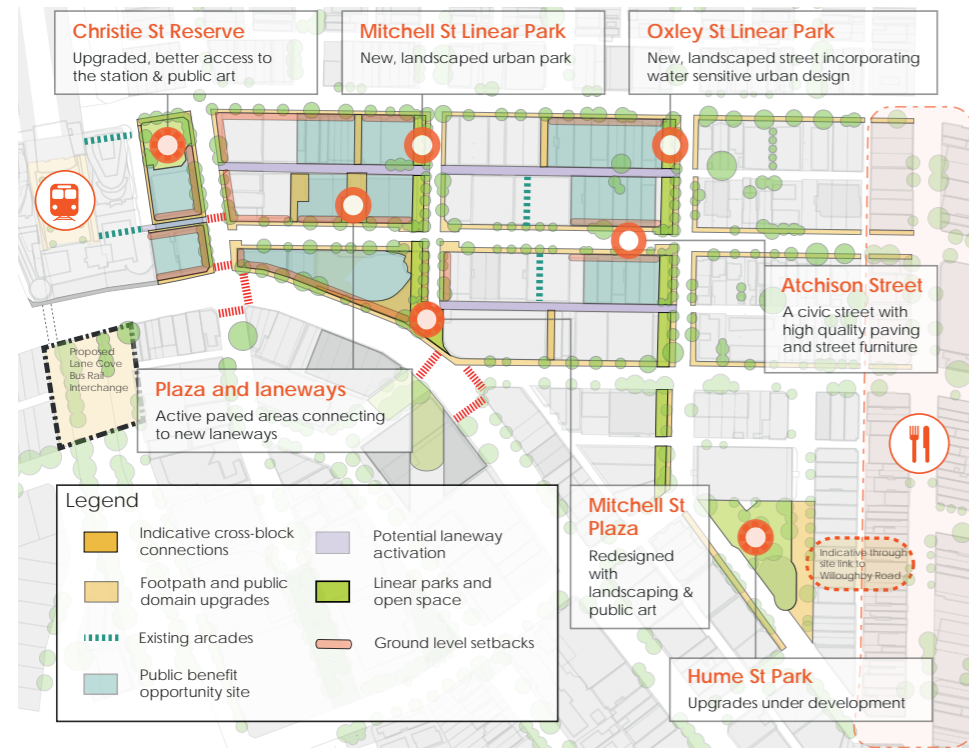 Christie St Reserve
Upgraded, better access to
the station & public art
Mitchell St Linear Park
New, landscaped urban park
Oxley St Linear Park
New, landscaped street incorporating
water sensitive urban design
Atchison Street
A civic street with
high quality paving
and street furniture
Proposed
Lane Cove
Bus Rail
Interchange
Plaza and laneways
Active paved areas connecting
to new laneways
Mitchell St
Plaza
Redesigned
with
landscaping &
public art
Indicative through
site link to
Willoughby Road
Hume St Park
Upgrades under development
Legend
Indicative cross-block
connections
Footpath and public
domain upgrades
Existing arcades
Public benefit
opportunity site
Potential laneway
activation
Linear parks and
open space
Ground level setbacks